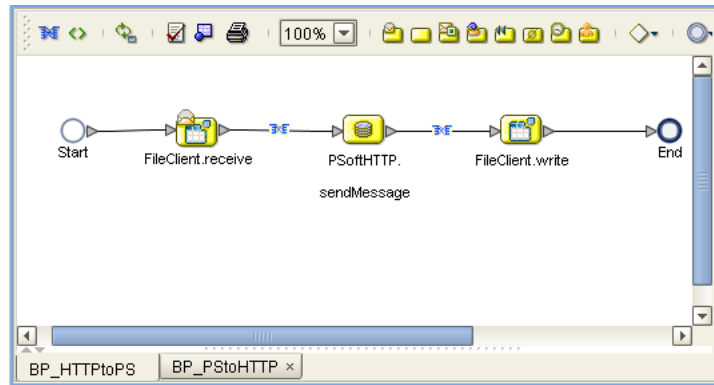 100%
Start
FileClient.receive
PSoftHTTP.
sendMessage
FileClient.write
End
BP_HTTPtoPS
BP_PStoHTTP ×